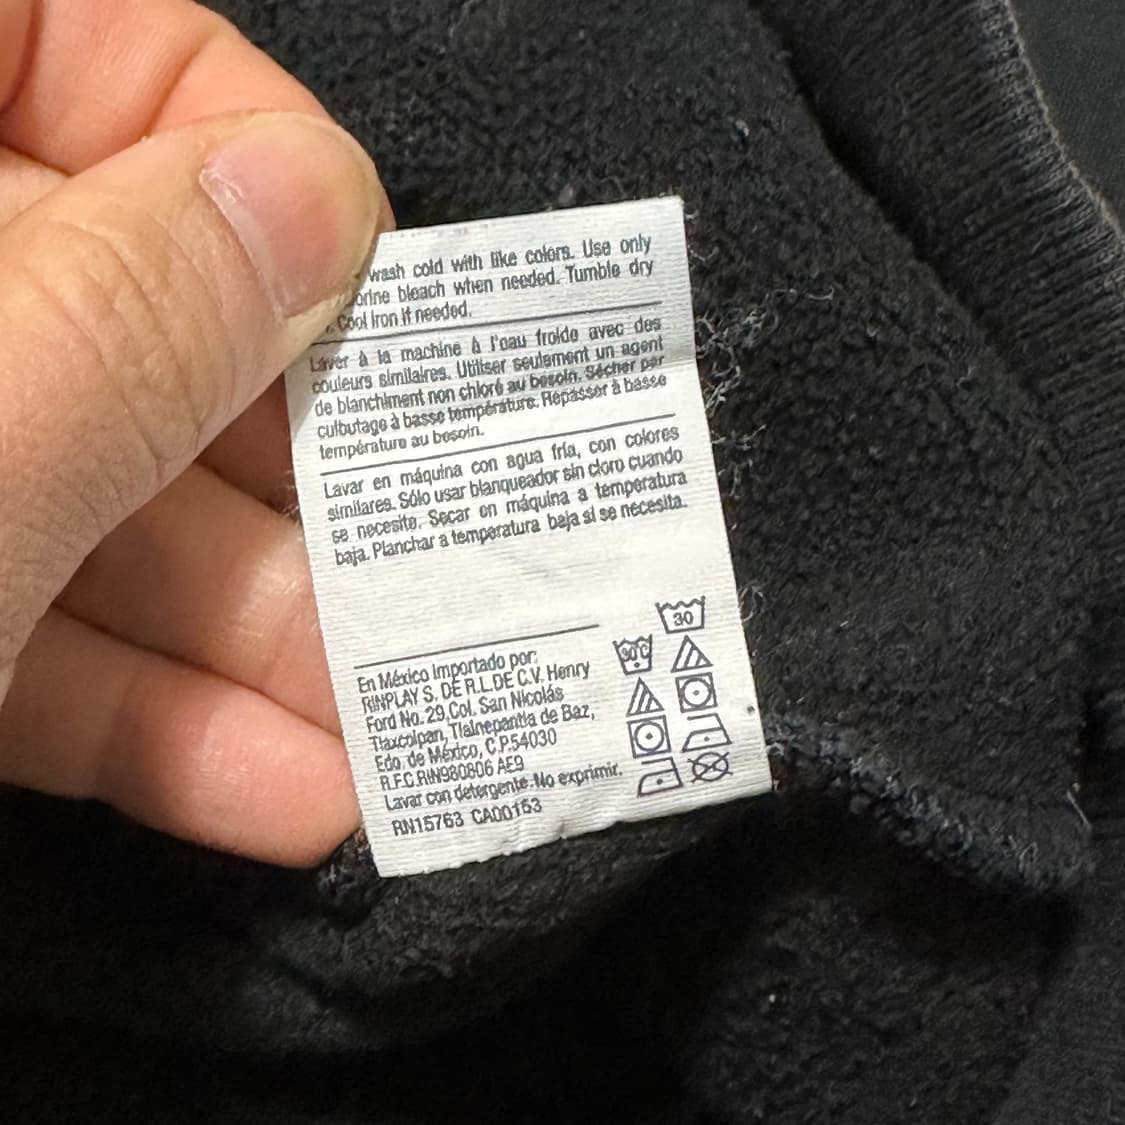 wash cold with like colors. Use only
orine bleach when needed. Tumble dry
. Cool iron if needed.
Laver à la machine à l'eau froide avec des
couleurs similaires. Utiliser seulement un agent
de blanchiment non chloré au besoin. Sécher par
culbutage à basse température. Repasser à basse
température au besoin.
Lavar en máquina con agua fría, con colores
similares. Sólo usar blanqueador sin cloro cuando
se necesite. Secar en máquina a temperatura
baja. Planchar a temperatura baja si se necesita.
30
30°C
En México Importado por:
RINPLAY S. DE R.L.DE C.V. Henry
Ford No. 29,Col. San Nicolás
Tlaxcolpan, Tlalnepantla de Baz,
Edo. de México, C.P.54030
R.F.C.RIN980806 AE9
Lavar con detergente.No exprimir.
RN15763 CA00153